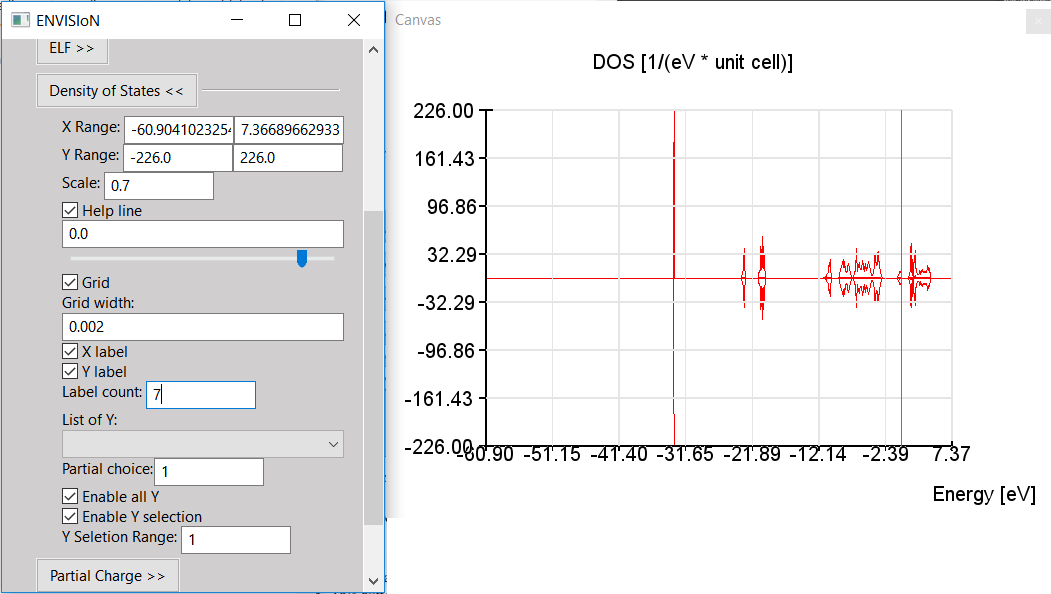 ENVISIoN
ELF >>
Density of States <<
X Range: -60.9041023254 7.36689662933
Y Range: -226.0 226.0
Scale: 0.7
Help line
0.0
Grid
Grid width:
0.002
X label
Y label
Label count: 7
List of Y:
Partial choice: 1
Enable all Y
Enable Y selection
Y Seletion Range: 1
Partial Charge >>
Canvas
DOS [1/(eV * unit cell)]
226.00
161.43
96.86
32.29
-32.29
-96.86
-161.43
-226.00
-60.90 -51.15 -41.40 -31.65 -21.89 -12.14 -2.39 7.37
Energy [eV]